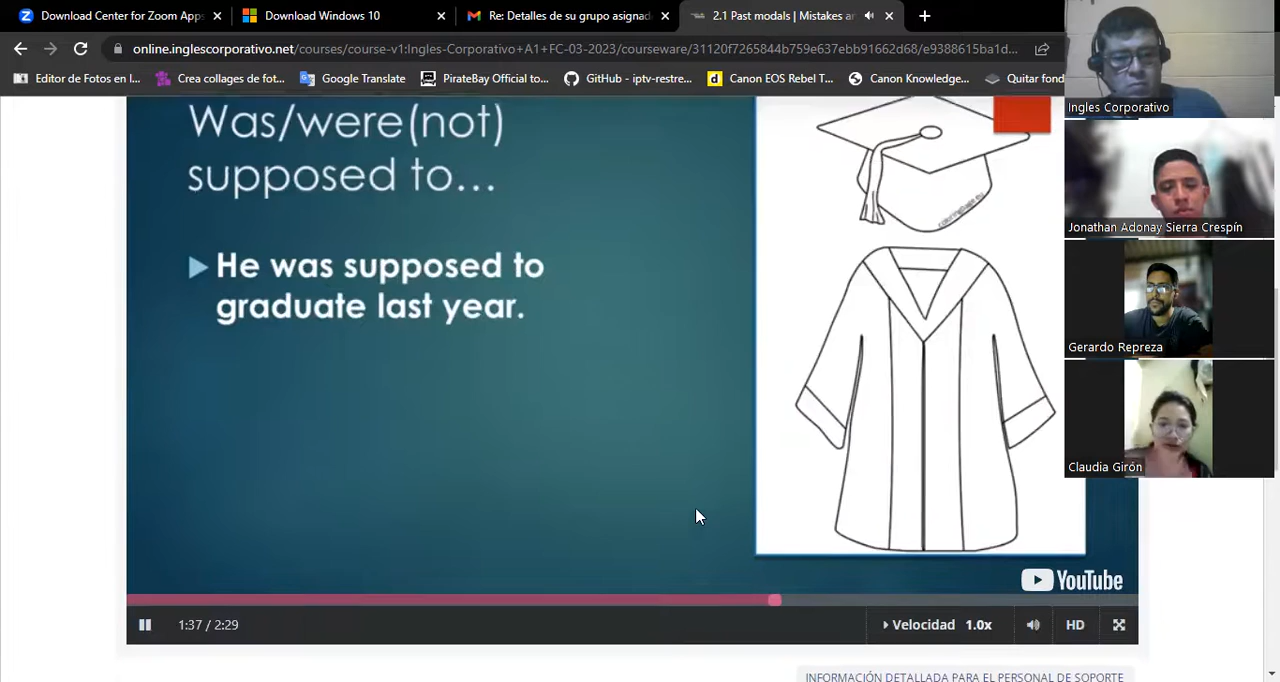 Download Center for Zoom Apps
Download Windows 10
Re: Detalles de su grupo asignad
2.1 Past modals | Mistakes ar
online.inglescorporativo.net/courses/course-v1:Ingles-Corporativo+A1+FC-03-2023/courseware/31120f7265844b759e637ebb91662d68/e9388615ba1d...
Editor de Fotos en l...
Crea collages de fot...
Google Translate
PirateBay Official to...
GitHub - iptv-restre...
Canon EOS Rebel T...
Canon Knowledge...
Quitar fond
Ingles Corporativo
Jonathan Adonay Sierra Crespín
Gerardo Repreza
Claudia Girón
Was/were(not)
supposed to...
He was supposed to
graduate last year.
YouTube
1:37 / 2:29
Velocidad 1.0x
HD
INFORMACIÓN DETALLADA PARA EL PERSONAL DE SOPORTE